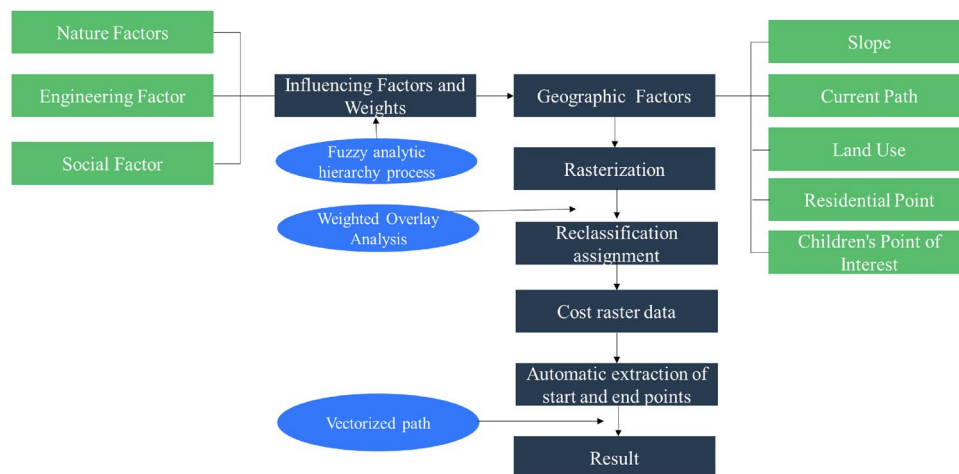 Nature Factors
Engineering Factor
Social Factor
Influencing Factors and
Weights
Fuzzy analytic
hierarchy process
Weighted Overlay
Analysis
Vectorized path
Geographic Factors
Rasterization
Reclassification
assignment
Cost raster data
Automatic extraction of
start and end points
Result
Slope
Current Path
Land Use
Residential Point
Children's Point of
Interest